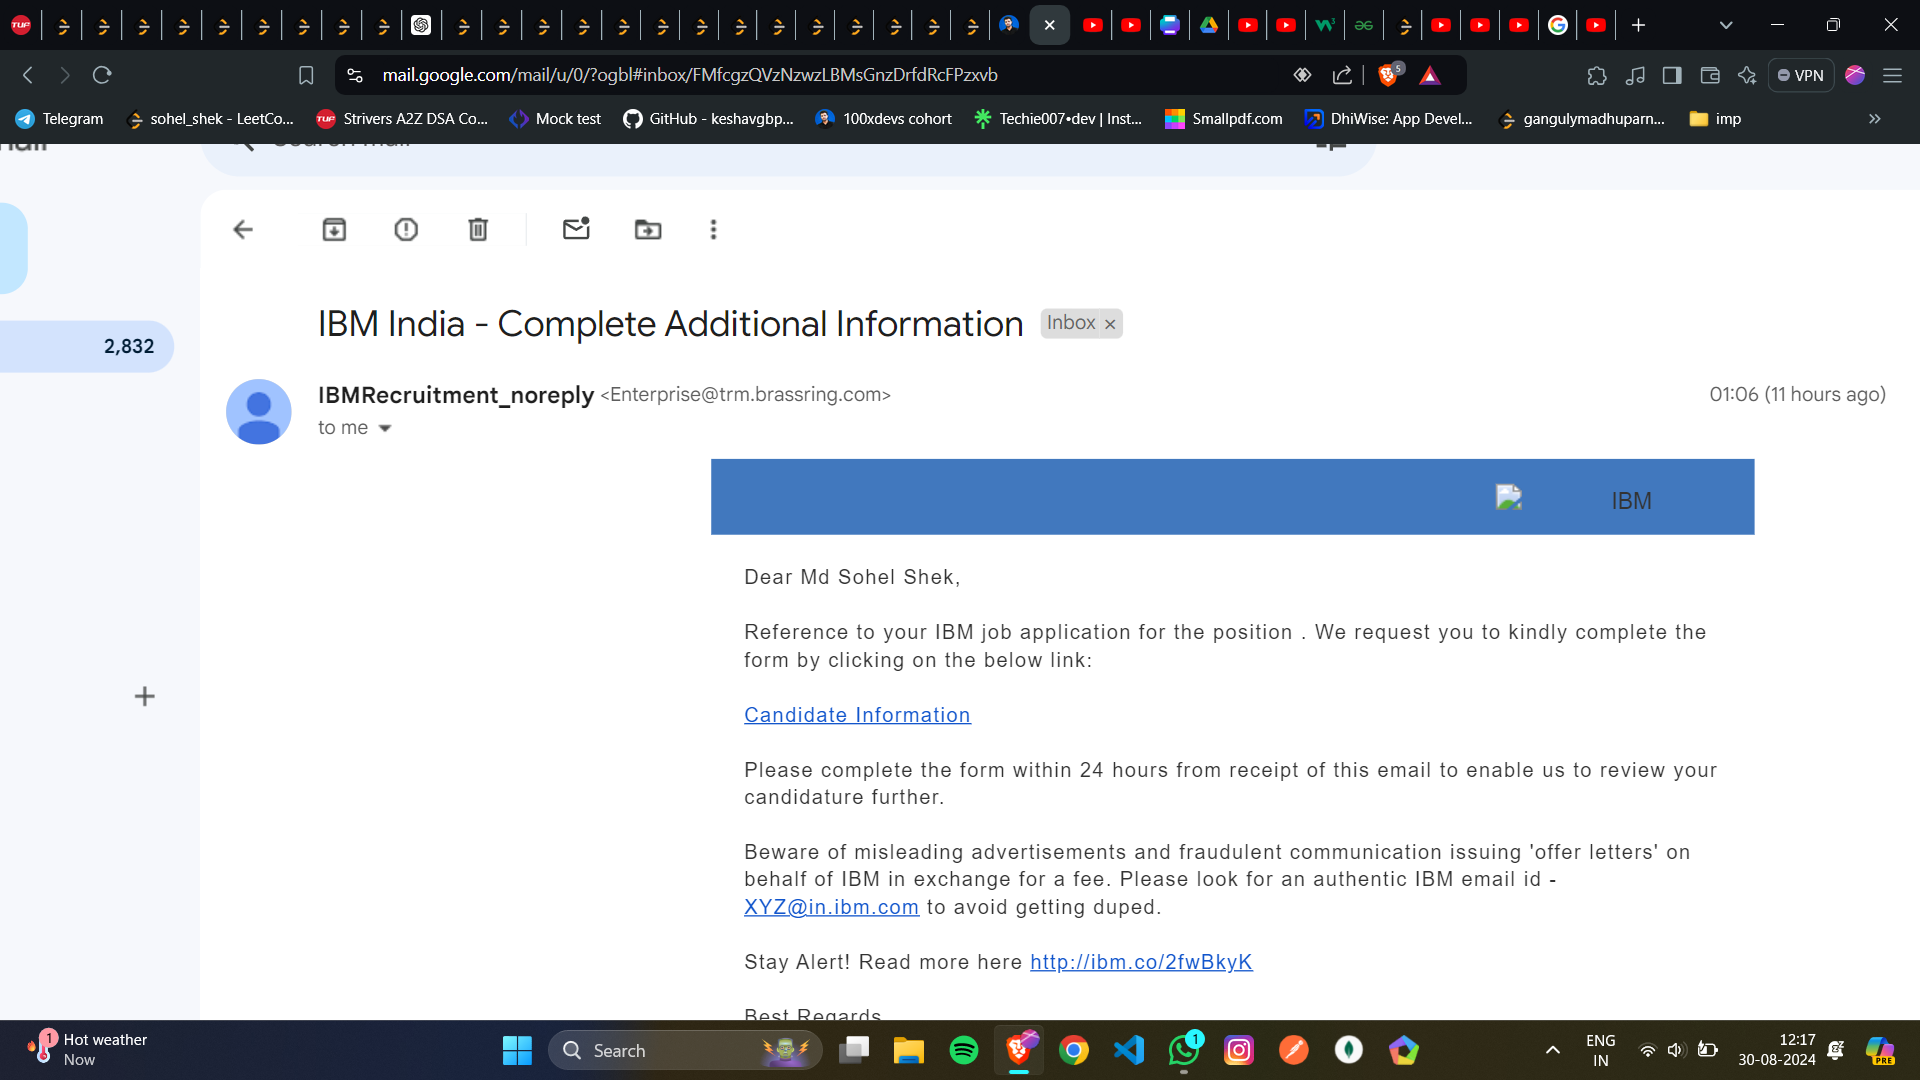 mail.google.com/mail/u/0/?ogbl#inbox/FMfcgzQVzNzwzLBMsGnzDrfdRcFPzxvb
5
VPN
Telegram
sohel_shek - LeetCo...
TUF
Strivers A2Z DSA Co...
Mock test
GitHub - keshavgbp...
100xdevs cohort
Techie007•dev | Inst...
Smallpdf.com
DhiWise: App Devel...
gangulymadhuparn...
imp
IBM India - Complete Additional Information
Inbox
2,832
IBMRecruitment_noreply <Enterprise@trm.brassring.com>
01:06 (11 hours ago)
to me
IBM
Dear Md Sohel Shek,
Reference to your IBM job application for the position . We request you to kindly complete the
form by clicking on the below link:
Candidate Information
Please complete the form within 24 hours from receipt of this email to enable us to review your
candidature further.
Beware of misleading advertisements and fraudulent communication issuing 'offer letters' on
behalf of IBM in exchange for a fee. Please look for an authentic IBM email id -
XYZ@in.ibm.com to avoid getting duped.
Stay Alert! Read more here http://ibm.co/2fwBkyK
Best Regards
1
Hot weather
Now
Search
1
ENG
IN
12:17
30-08-2024
PRE